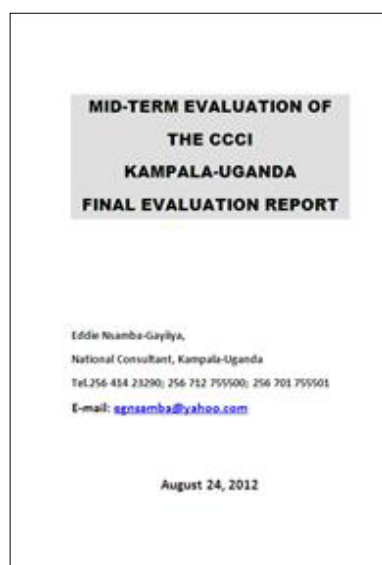 MID-TERM EVALUATION OF
THE CCCI
KAMPALA-UGANDA
FINAL EVALUATION REPORT
Eddie Nsamba-Gayiiya,
National Consultant, Kampala-Uganda
Tel.256 414 23290; 256 712 755500; 256 701 755501
E-mail: egnsamba@yahoo.com
August 24, 2012